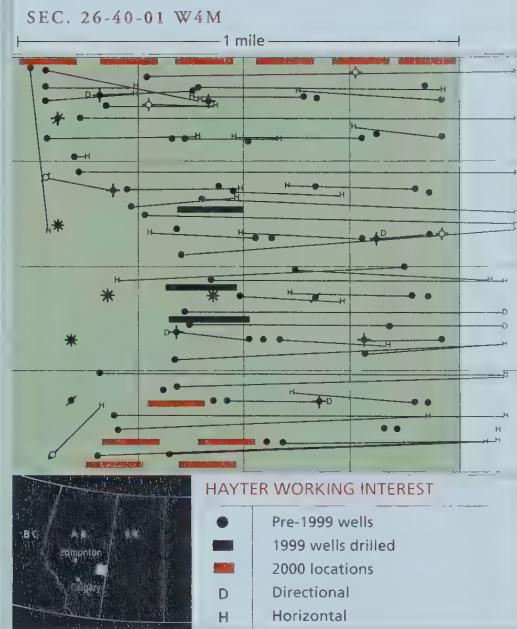 SEC. 26-40-01 W4M
1 mile
HAYTER WORKING INTEREST
Pre-1999 wells
1999 wells drilled
2000 locations
D Directional
H Horizontal
BC AB SK
Edmonton
Calgary